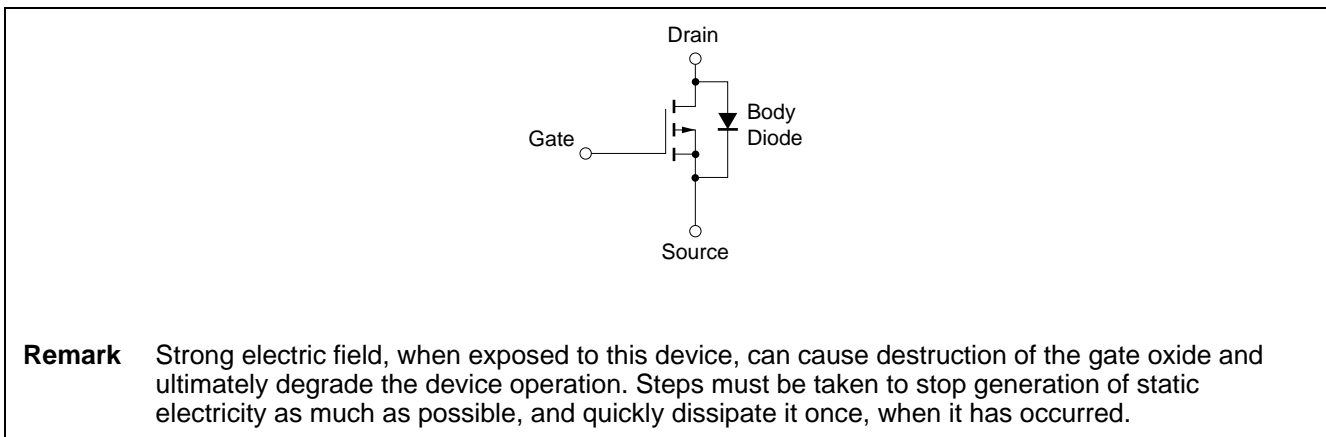 Drain
Body
Diode
Gate
Source
Remark Strong electric field, when exposed to this device, can cause destruction of the gate oxide and
ultimately degrade the device operation. Steps must be taken to stop generation of static
electricity as much as possible, and quickly dissipate it once, when it has occurred.